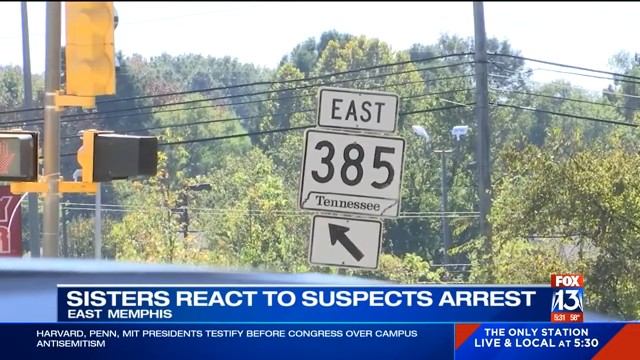 EAST
385
Tennessee
SISTERS REACT TO SUSPECTS ARREST
EAST MEMPHIS
FOX
13
5:31 58°
HARVARD, PENN, MIT PRESIDENTS TESTIFY BEFORE CONGRESS OVER CAMPUS
ANTISEMITISM
THE ONLY STATION
LIVE & LOCAL AT 5:30